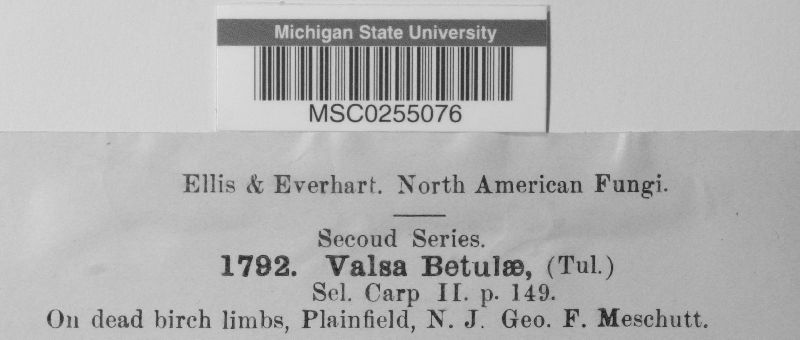 Michigan State University
MSC0255076
Ellis & Everhart. North American Fungi.
Secoud Series.
1792. Valsa Betulæ, (Tul.)
Sel. Carp II. p. 149.
On dead birch limbs, Plainfield, N. J. Geo. F. Meschutt.